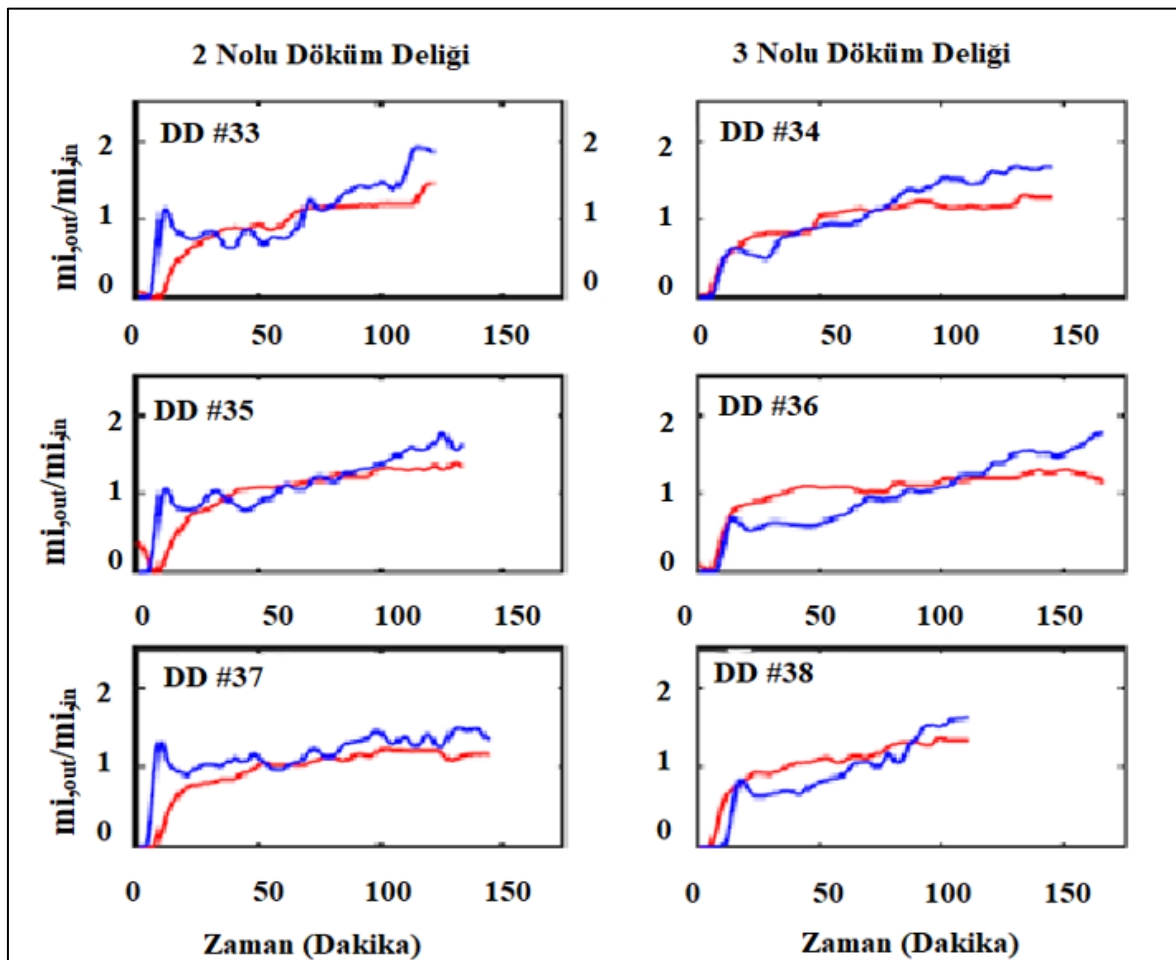 2 Nolu Döküm Deliği
3 Nolu Döküm Deliği
mi,out/mi,in
DD #33
2
1
0
2
1
0
DD #34
0 50 100 150
0 50 100 150
mi,out/mi,in
DD #35
2
1
0
DD #36
2
1
0
0 50 100 150
0 50 100 150
mi,out/mi,in
DD #37
2
1
0
DD #38
2
1
0
0 50 100 150
0 50 100 150
Zaman (Dakika)
Zaman (Dakika)